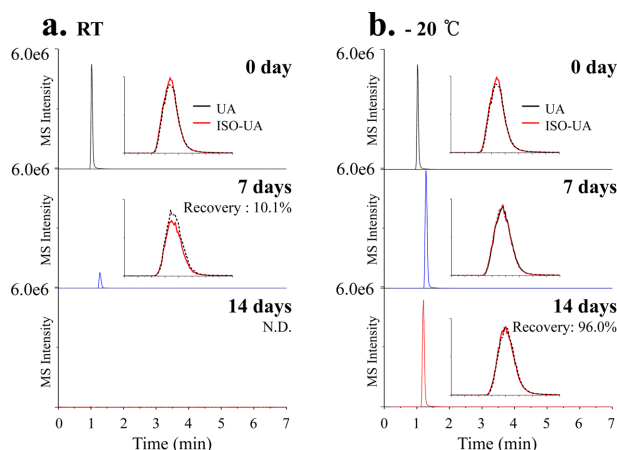 a. RT
6.0e6
MS Intensity
0 day
UA
ISO-UA
6.0e6
MS Intensity
7 days
Recovery : 10.1%
6.0e6
MS Intensity
14 days
N.D.
0 1 2 3 4 5 6 7
Time (min)
b. - 20 ℃
6.0e6
MS Intensity
0 day
UA
ISO-UA
6.0e6
MS Intensity
7 days
6.0e6
MS Intensity
14 days
Recovery: 96.0%
0 1 2 3 4 5 6 7
Time (min)